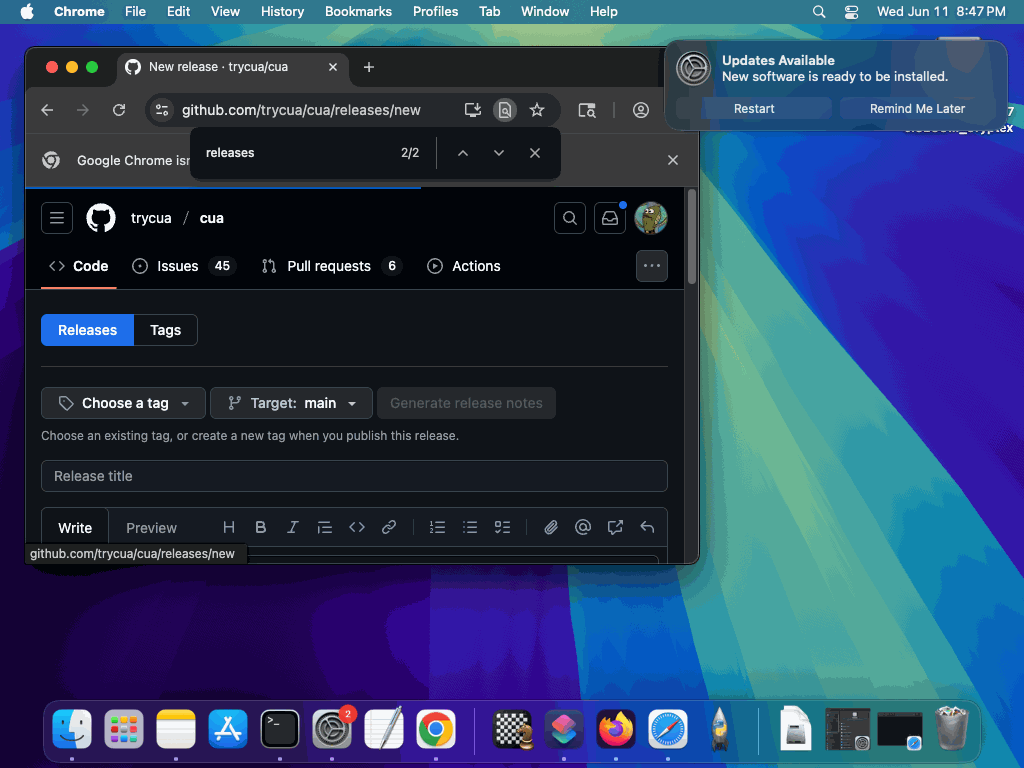 Chrome File Edit View History Bookmarks Profiles Tab Window Help Wed Jun 11 8:47 PM
New release · trycua/cua
Updates Available
New software is ready to be installed.
Restart Remind Me Later
github.com/trycua/cua/releases/new
releases 2/2
Google Chrome isn
trycua / cua
Code Issues 45 Pull requests 6 Actions
Releases Tags
Choose a tag Target: main Generate release notes
Choose an existing tag, or create a new tag when you publish this release.
Release title
Write Preview
github.com/trycua/cua/releases/new
2